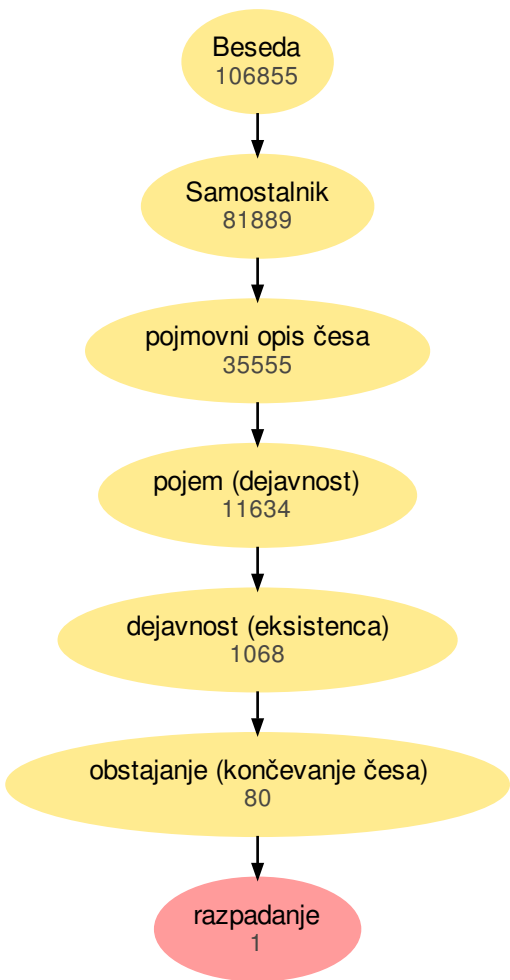 Beseda
106855
Samostalnik
81889
pojmovni opis česa
35555
pojem (dejavnost)
11634
dejavnost (eksistenca)
1068
obstajanje (končevanje česa)
80
razpadanje
1